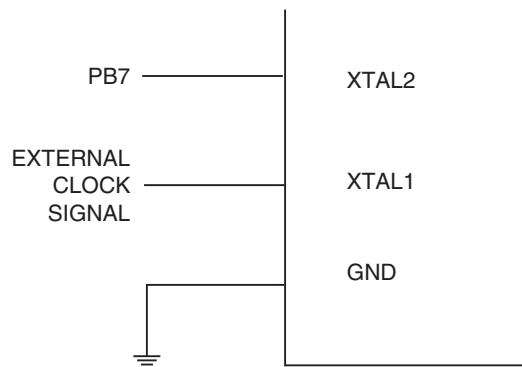 PB7
XTAL2
EXTERNAL
CLOCK
SIGNAL
XTAL1
GND